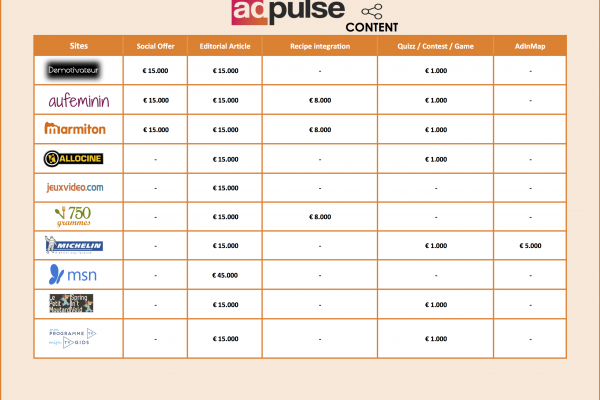 adpulse
CONTENT
Sites Social Offer Editorial Article Recipe integration Quizz / Contest / Game AdInMap
Demotivateur € 15.000 € 15.000 - € 1.000 -
aufeminin € 15.000 € 15.000 € 8.000 € 1.000 -
marmiton € 15.000 € 15.000 € 8.000 € 1.000
ALLOCINE - € 15.000 - € 1.000 -
jeuxvideo.com - € 15.000 - - -
750 grammes - € 15.000 € 8.000 - -
MICHELIN - € 15.000 - € 1.000 € 5.000
msn - € 45.000 - - -
Le Petit - € 15.000 - € 1.000 -
PROGRAMME TV mijn TV GIDS - € 15.000 - € 1.000 -